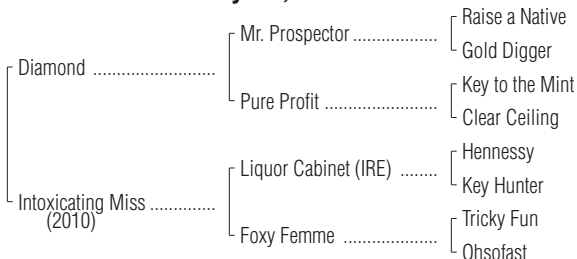 Raise a Native
Mr. Prospector ..................
Gold Digger
Diamond ..........................
Key to the Mint
Pure Profit ........................
Clear Ceiling
Hennessy
Liquor Cabinet (IRE) ........
Key Hunter
Intoxicating Miss ..............
(2010)
Tricky Fun
Foxy Femme ....................
Ohsofast